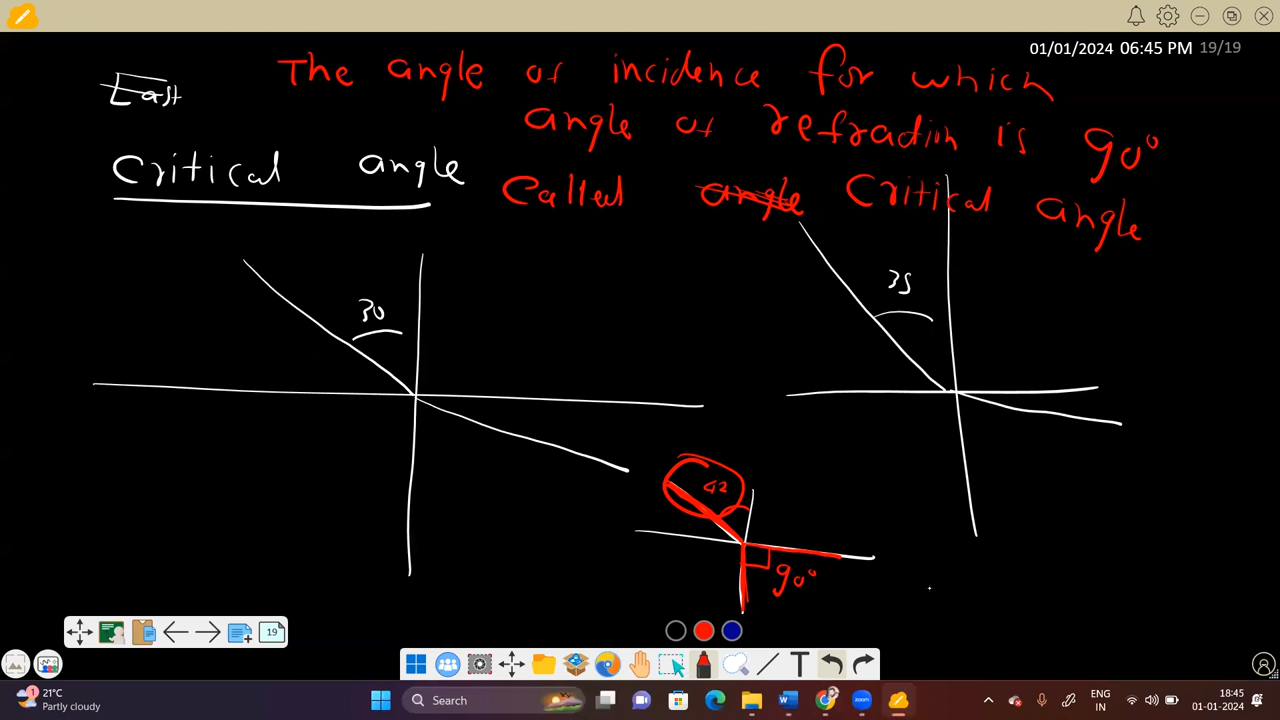 01/01/2024 06:45 PM 19/19
Last
The angle of incidence for which
angle of refraction is 90°
Critical angle
Called angle Critical angle
30
35
42
90°
19
T
1
21°C
Partly cloudy
Search
zoom
ENG
IN
18:45
01-01-2024